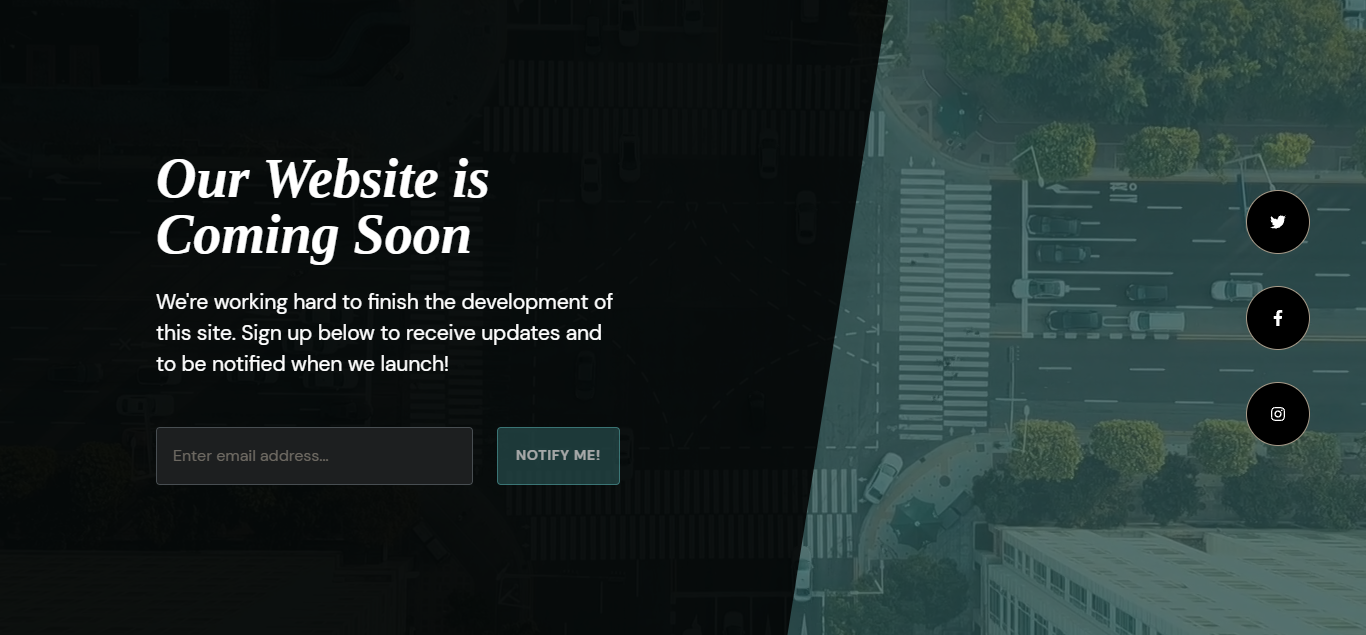 Our Website is
Coming Soon
We're working hard to finish the development of
this site. Sign up below to receive updates and
to be notified when we launch!
Enter email address...
NOTIFY ME!